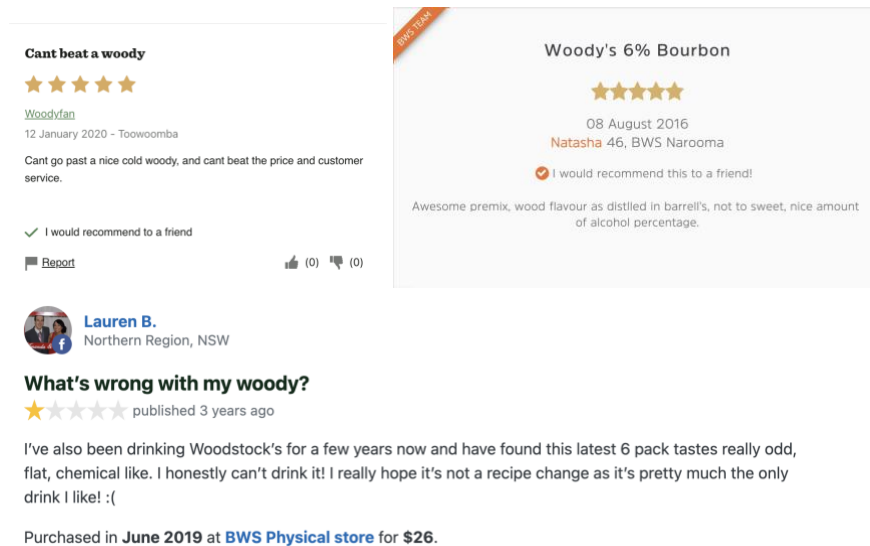 Cant beat a woody
Woodyfan
12 January 2020 - Toowoomba
Cant go past a nice cold woody, and cant beat the price and customer
service.
I would recommend to a friend
Report
(0)
(0)
BWS TEAM
Woody's 6% Bourbon
08 August 2016
Natasha 46, BWS Narooma
I would recommend this to a friend!
Awesome premix, wood flavour as distlled in barrell's, not to sweet, nice amount
of alcohol percentage.
Lauren B.
Northern Region, NSW
What's wrong with my woody?
published 3 years ago
I've also been drinking Woodstock's for a few years now and have found this latest 6 pack tastes really odd,
flat, chemical like. I honestly can't drink it! I really hope it's not a recipe change as it's pretty much the only
drink I like! :(
Purchased in June 2019 at BWS Physical store for $26.